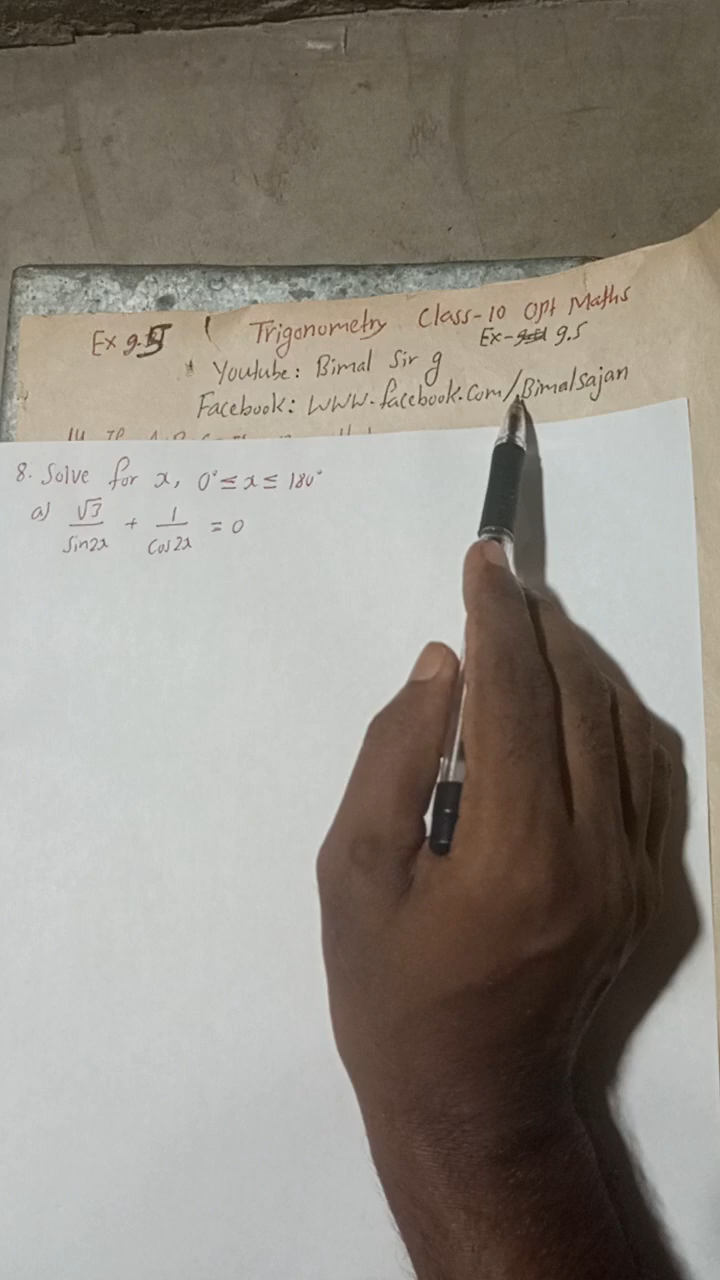 Ex 9.5 Trigonometry Class-10 Opt Maths
Ex- 9.5
Youtube: Bimal Sir g
Facebook: www.facebook.com/Bimalsajan
8. Solve for x, 0° ≤ x ≤ 180°
a) √3/sin2x + 1/cos2x = 0